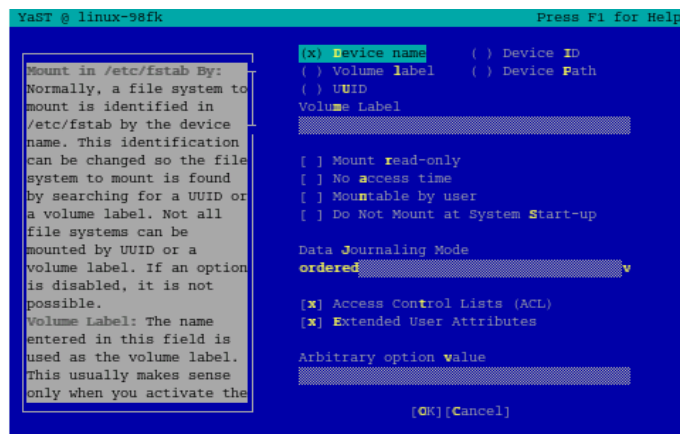 YaST @ linux-98fk Press F1 for Help
Mount in /etc/fstab By:
Normally, a file system to
mount is identified in
/etc/fstab by the device
name. This identification
can be changed so the file
system to mount is found
by searching for a UUID or
a volume label. Not all
file systems can be
mounted by UUID or a
volume label. If an option
is disabled, it is not
possible.
Volume Label: The name
entered in this field is
used as the volume label.
This usually makes sense
only when you activate the
(x) Device name ( ) Device ID
( ) Volume label ( ) Device Path
( ) UUID
Volume Label
[ ] Mount read-only
[ ] No access time
[ ] Mountable by user
[ ] Do Not Mount at System Start-up
Data Journaling Mode
ordered v
[x] Access Control Lists (ACL)
[x] Extended User Attributes
Arbitrary option value
[OK][Cancel]